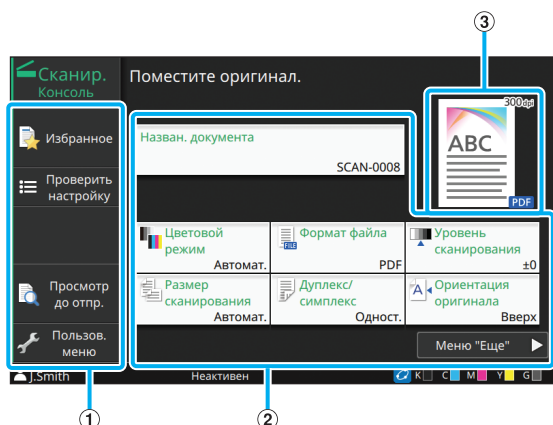 3
Сканир.
Консоль
Поместите оригинал.
300dpi
ABC
PDF
Избранное
Проверить
настройку
Просмотр
до отпр.
Пользов.
меню
Назван. документа
SCAN-0008
Цветовой
режим
Автомат.
Формат файла
FILE
PDF
Уровень
сканирования
±0
Размер
сканирования
Автомат.
Дуплекс/
симплекс
Одност.
A
Ориентация
оригинала
Вверх
Меню "Еще"
J.Smith
Неактивен
K C M Y G
1
2